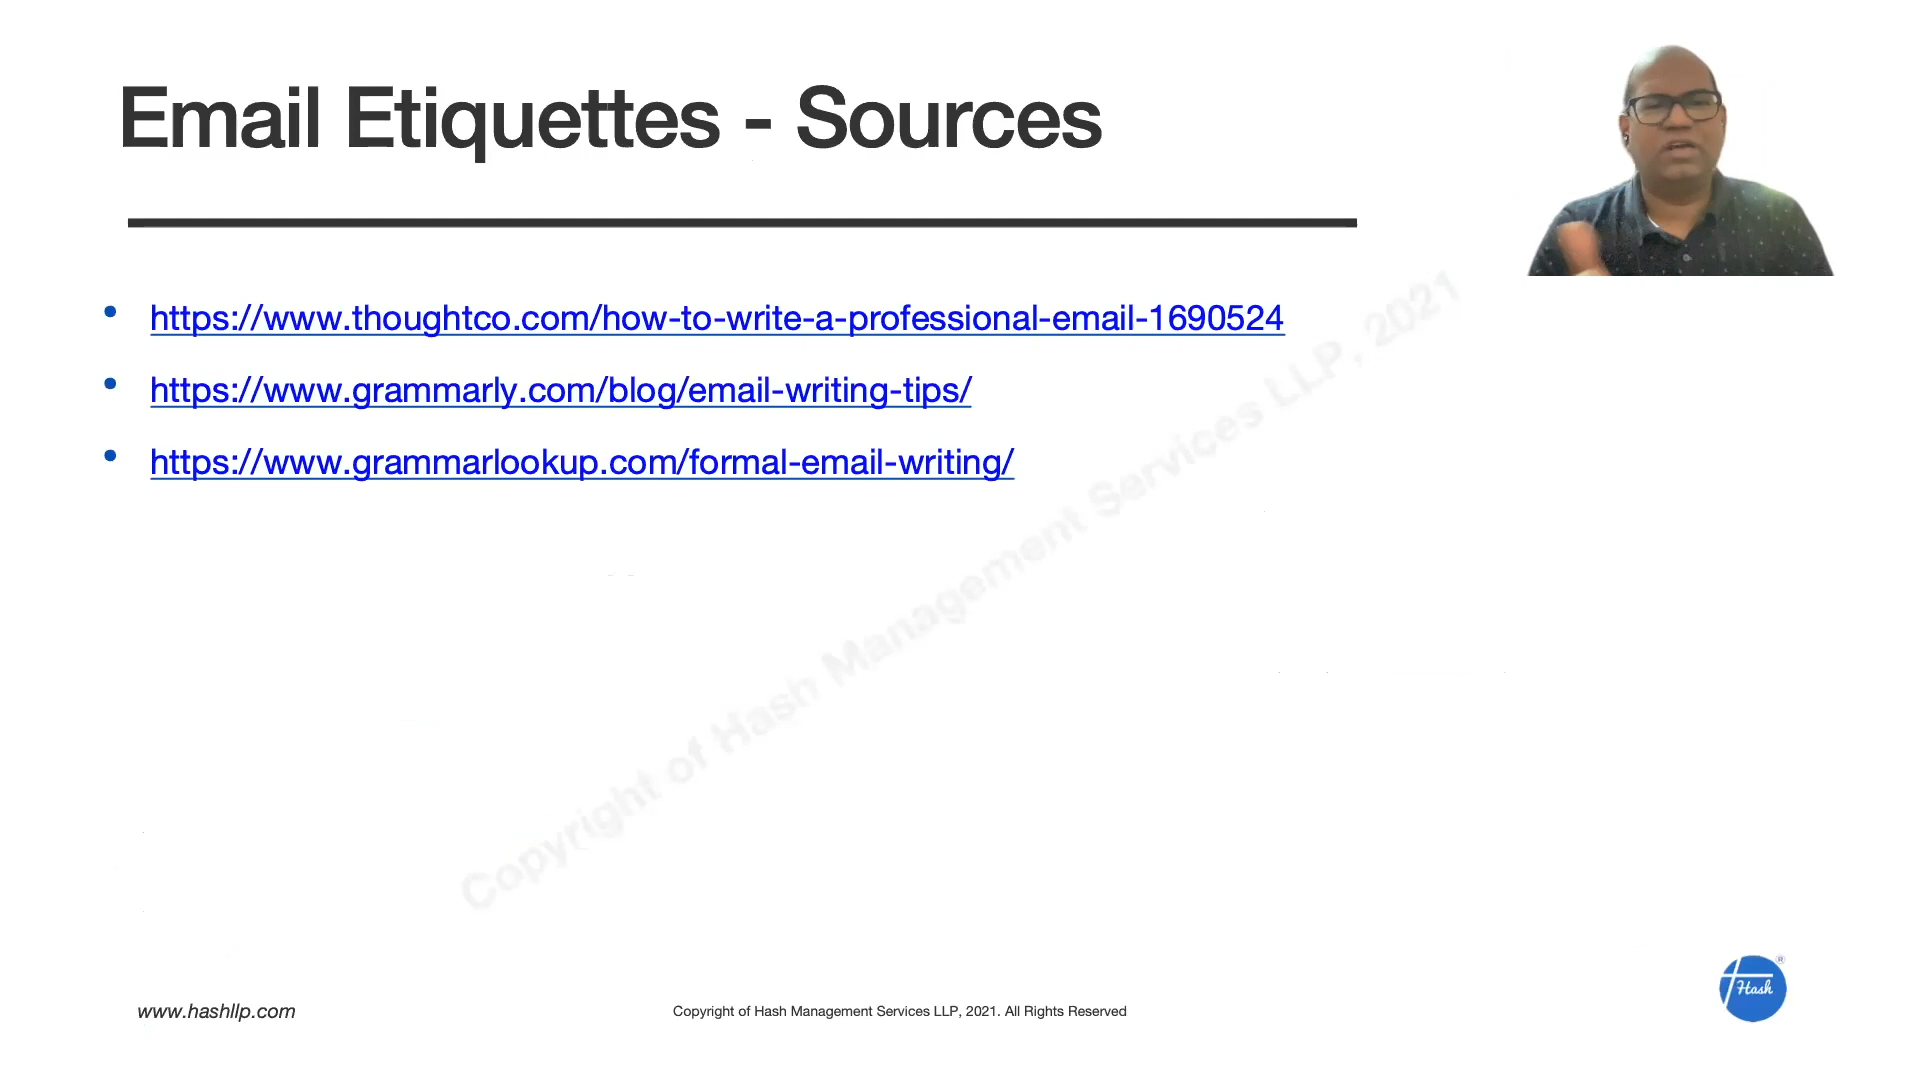 Email Etiquettes - Sources
• https://www.thoughtco.com/how-to-write-a-professional-email-1690524
• https://www.grammarly.com/blog/email-writing-tips/
• https://www.grammarlookup.com/formal-email-writing/
Copyright of Hash Management Services LLP, 2021
www.hashllp.com
Copyright of Hash Management Services LLP, 2021. All Rights Reserved
Hash
®